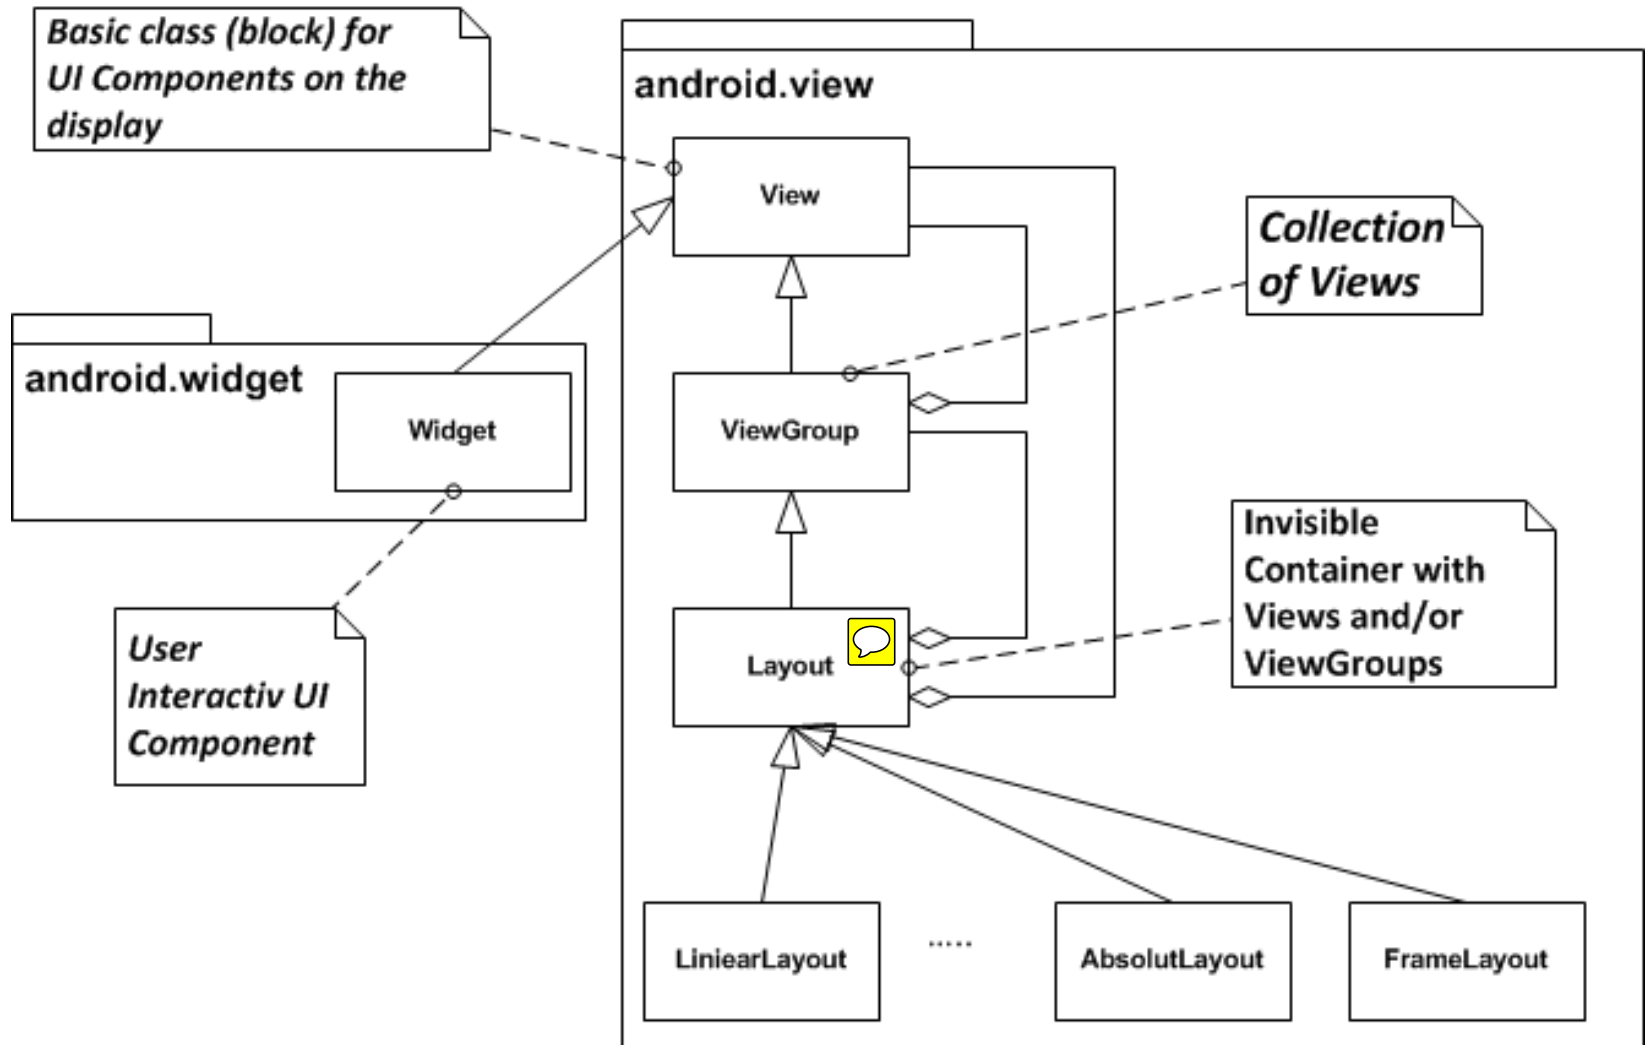 Basic class (block) for
UI Components on the
display
android.view
View
Collection
of Views
android.widget
Widget
ViewGroup
Invisible
Container with
Views and/or
ViewGroups
User
Interactiv UI
Component
Layout
LiniearLayout
.....
AbsolutLayout
FrameLayout